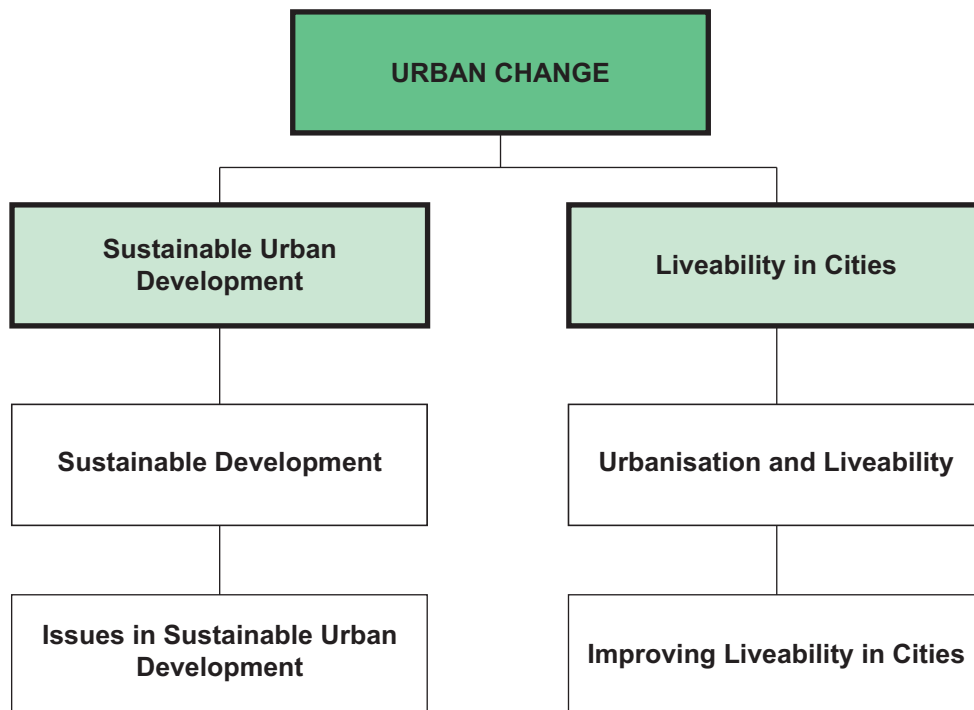 URBAN CHANGE
Sustainable Urban
Development
Liveability in Cities
Sustainable Development
Urbanisation and Liveability
Issues in Sustainable Urban
Development
Improving Liveability in Cities